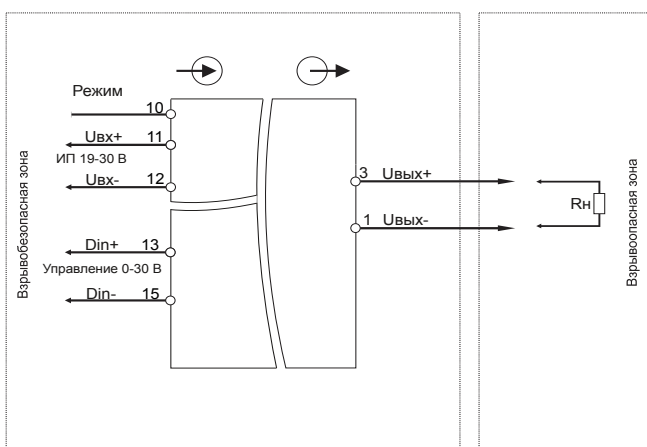 Режим
10
Uвх+ 11
ИП 19-30 В
Uвх- 12
Din+ 13
Управление 0-30 В
Din- 15
3 Uвых+
1 Uвых-
Rн
Взрывобезопасная зона
Взрывоопасная зона